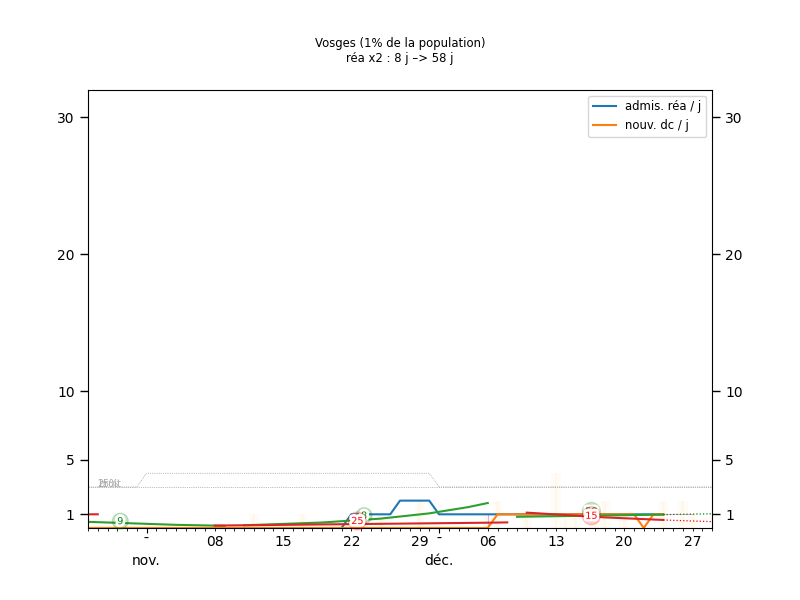 Vosges (1% de la population)
réa x2 : 8 j –> 58 j
admis. réa / j
nouv. dc / j
30 30
20 20
10 10
5 5
1 1
9
25
15
- 08 15 22 29 - 06 13 20 27
nov. déc.